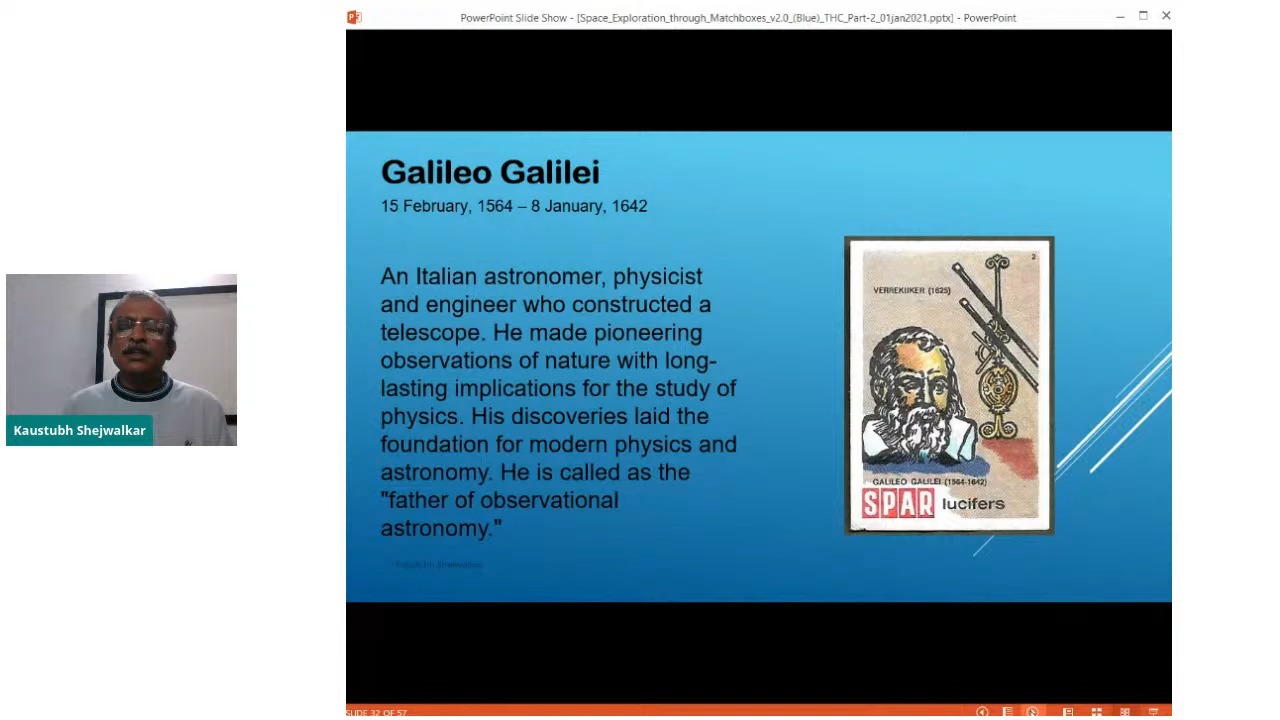 PowerPoint Slide Show - [Space_Exploration_through_Matchboxes_v2.0_(Blue)_THC_Part-2_01jan2021.pptx] - PowerPoint
Galileo Galilei
15 February, 1564 – 8 January, 1642
An Italian astronomer, physicist
and engineer who constructed a
telescope. He made pioneering
observations of nature with long-
lasting implications for the study of
physics. His discoveries laid the
foundation for modern physics and
astronomy. He is called as the
"father of observational
astronomy."
Kaustubh Shejwalkar
2
VERREKIJKER (1625)
GALILEO GALILEI (1564-1642)
SPAR lucifers
Kaustubh Shejwalkar
SLIDE 32 OF 57